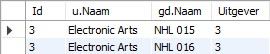 Id u.Naam gd.Naam Uitgever
3 Electronic Arts NHL 015 3
3 Electronic Arts NHL 016 3